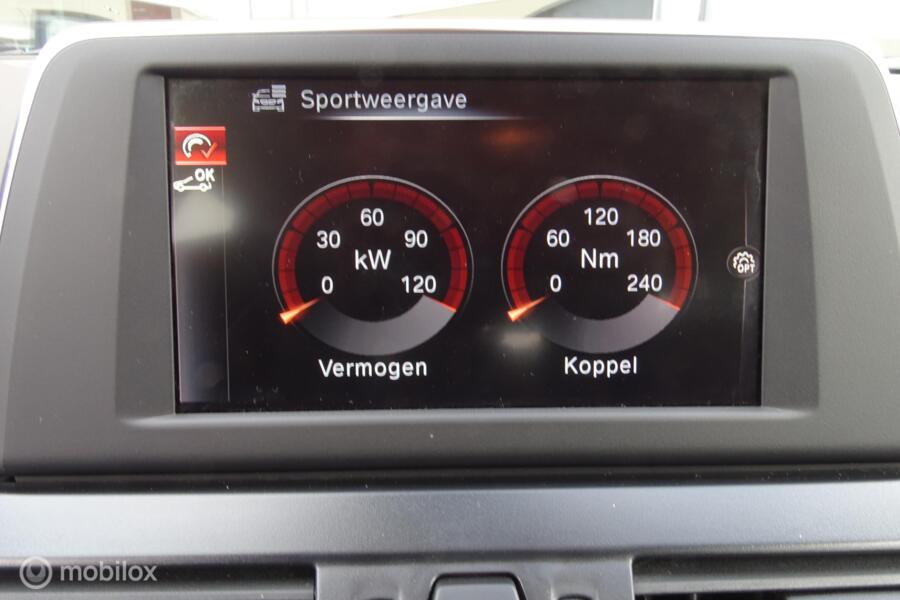 Sportweergave
OK
60
30 90
kW
0 120
Vermogen
120
60 180
Nm
0 240
Koppel
OPT
mobilox